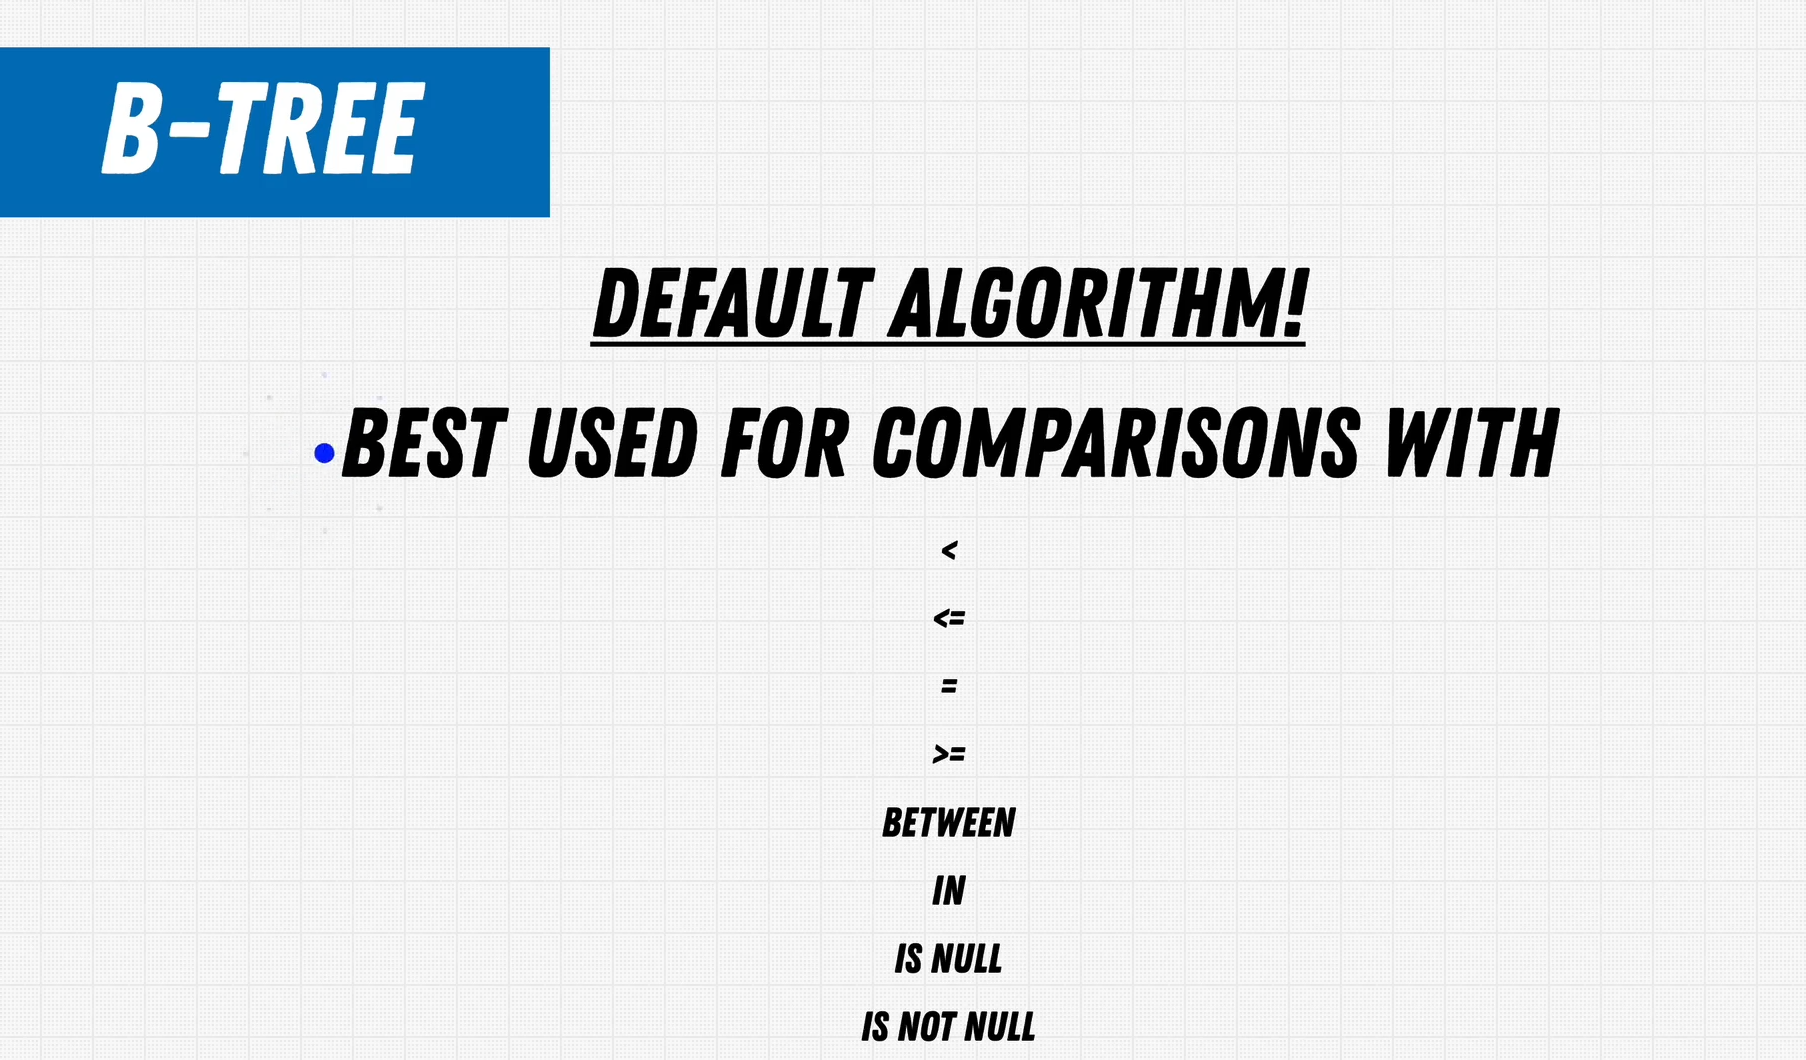 B-TREE
DEFAULT ALGORITHM!
BEST USED FOR COMPARISONS WITH
<
<=
=
>=
BETWEEN
IN
IS NULL
IS NOT NULL